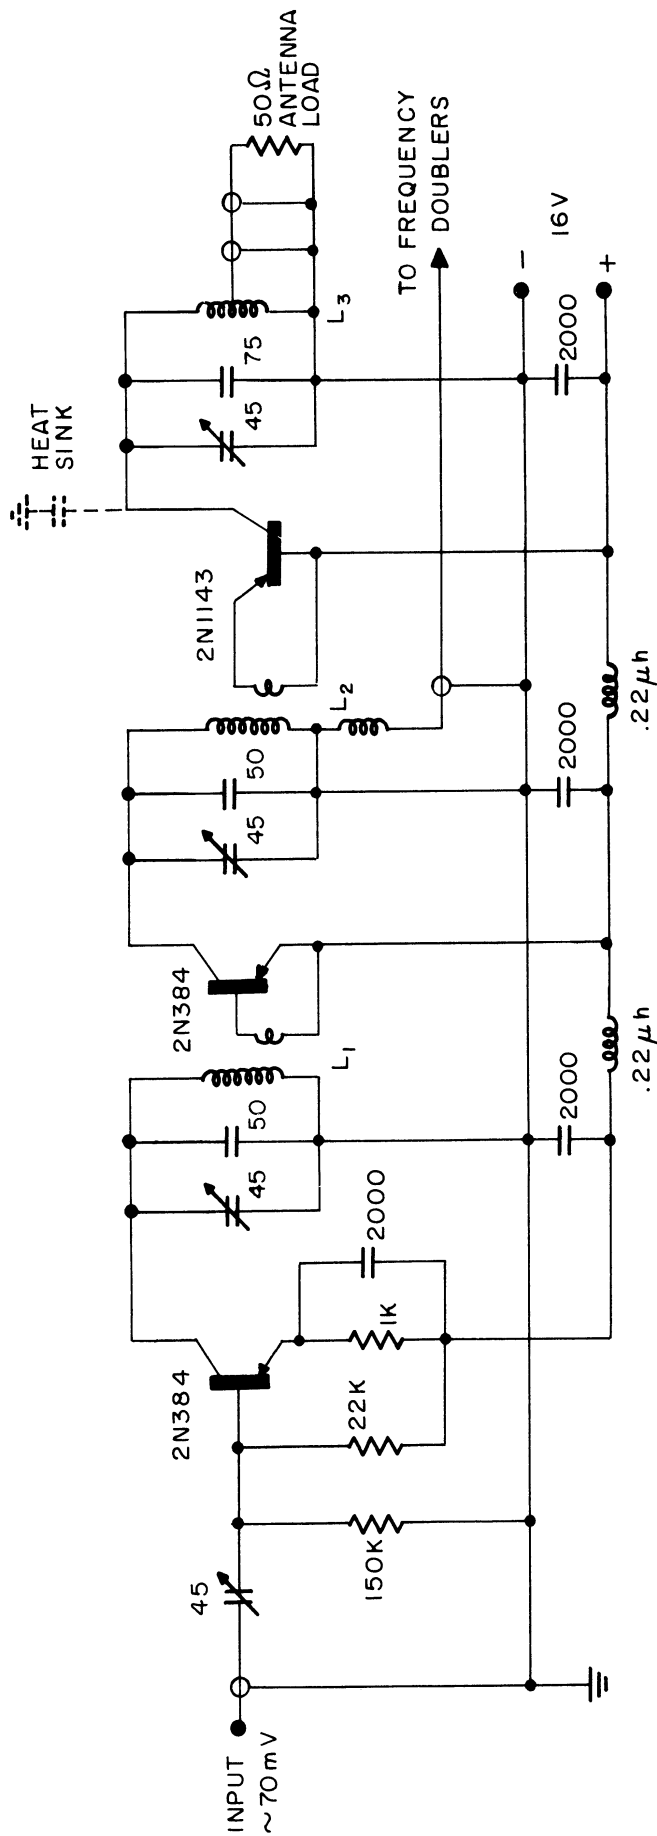 INPUT
~70mV
45
150K
22K
2N384
1K
2000
45
50
L1
2000
.22μh
2N384
45
50
L2
2000
.22μh
2N1143
HEAT
SINK
45
75
L3
50Ω
ANTENNA
LOAD
TO FREQUENCY
DOUBLERS
-
16V
+
2000